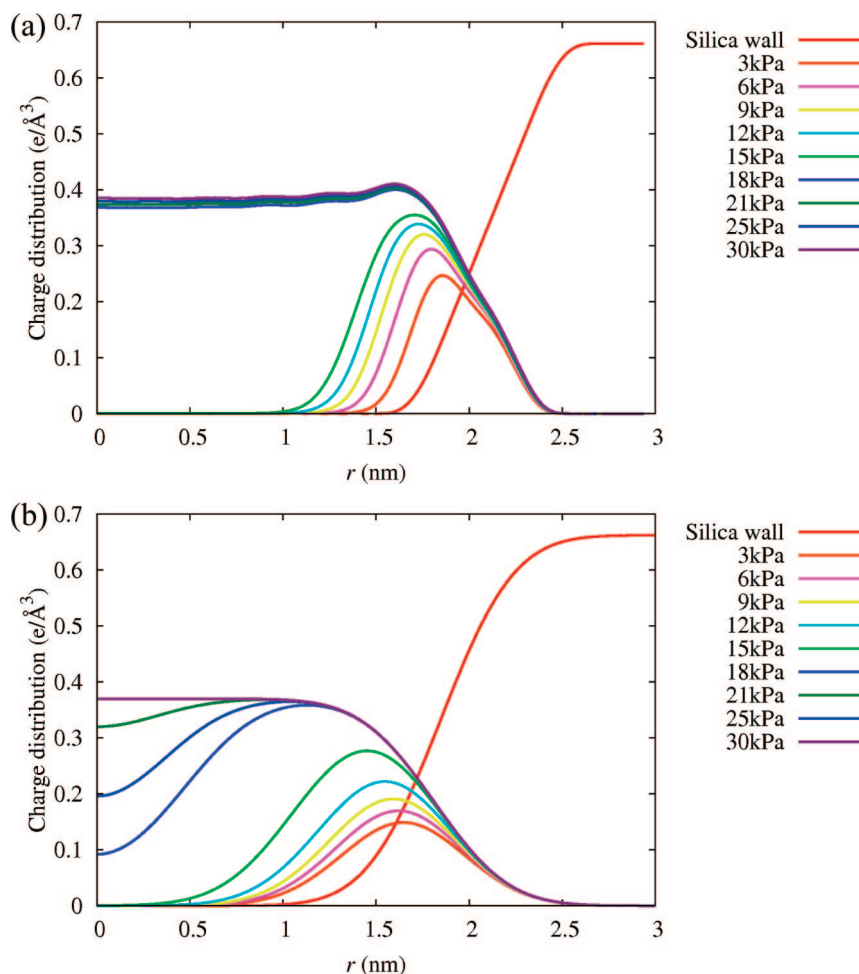 (a)
0.7
0.6
0.5
0.4
0.3
0.2
0.1
0
Charge distribution (e/Å³)
0 0.5 1 1.5 2 2.5 3
r (nm)
Silica wall
3kPa
6kPa
9kPa
12kPa
15kPa
18kPa
21kPa
25kPa
30kPa
(b)
0.7
0.6
0.5
0.4
0.3
0.2
0.1
0
Charge distribution (e/Å³)
0 0.5 1 1.5 2 2.5 3
r (nm)
Silica wall
3kPa
6kPa
9kPa
12kPa
15kPa
18kPa
21kPa
25kPa
30kPa